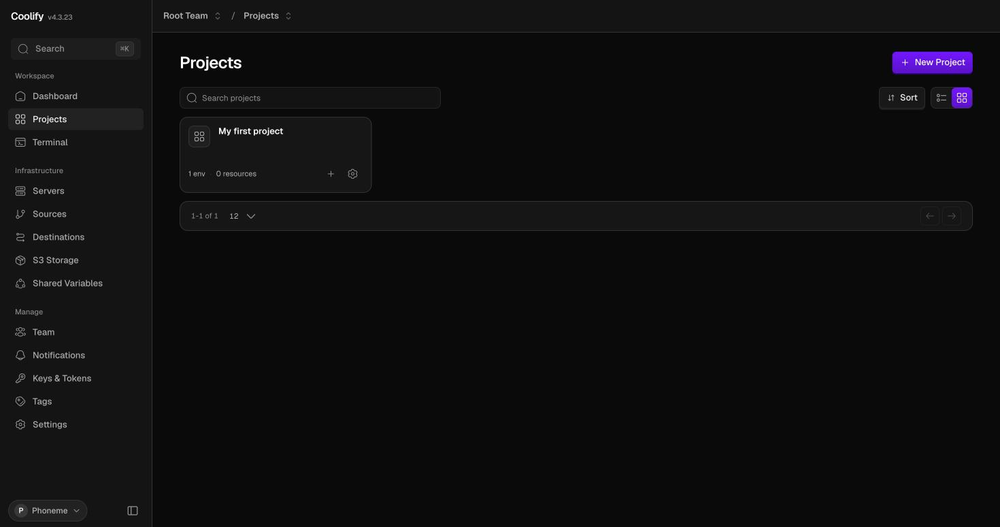 Coolify v4.3.23
Search ⌘K
Workspace
Dashboard
Projects
Terminal
Infrastructure
Servers
Sources
Destinations
S3 Storage
Shared Variables
Manage
Team
Notifications
Keys & Tokens
Tags
Settings
P Phoneme
Root Team / Projects
Projects
New Project
Search projects
Sort
My first project
1 env · 0 resources
1-1 of 1 12